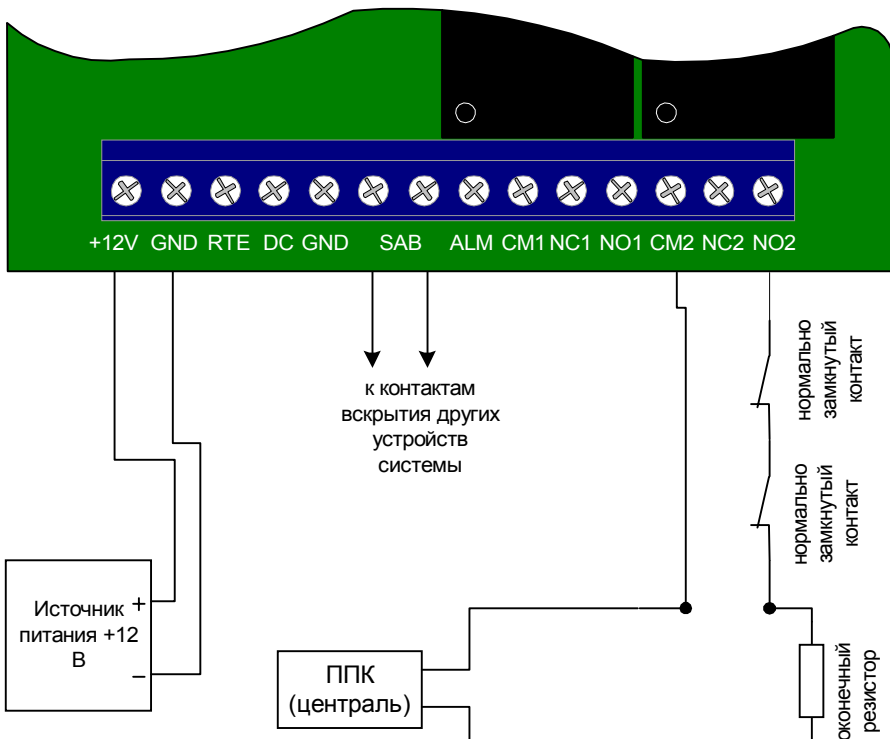 +12V GND RTE DC GND SAB ALM CM1 NC1 NO1 CM2 NC2 NO2
к контактам
вскрытия других
устройств
системы
нормально
замкнутый
контакт
нормально
замкнутый
контакт
Источник
питания +12
В
+
−
ППК
(централь)
оконечный
резистор